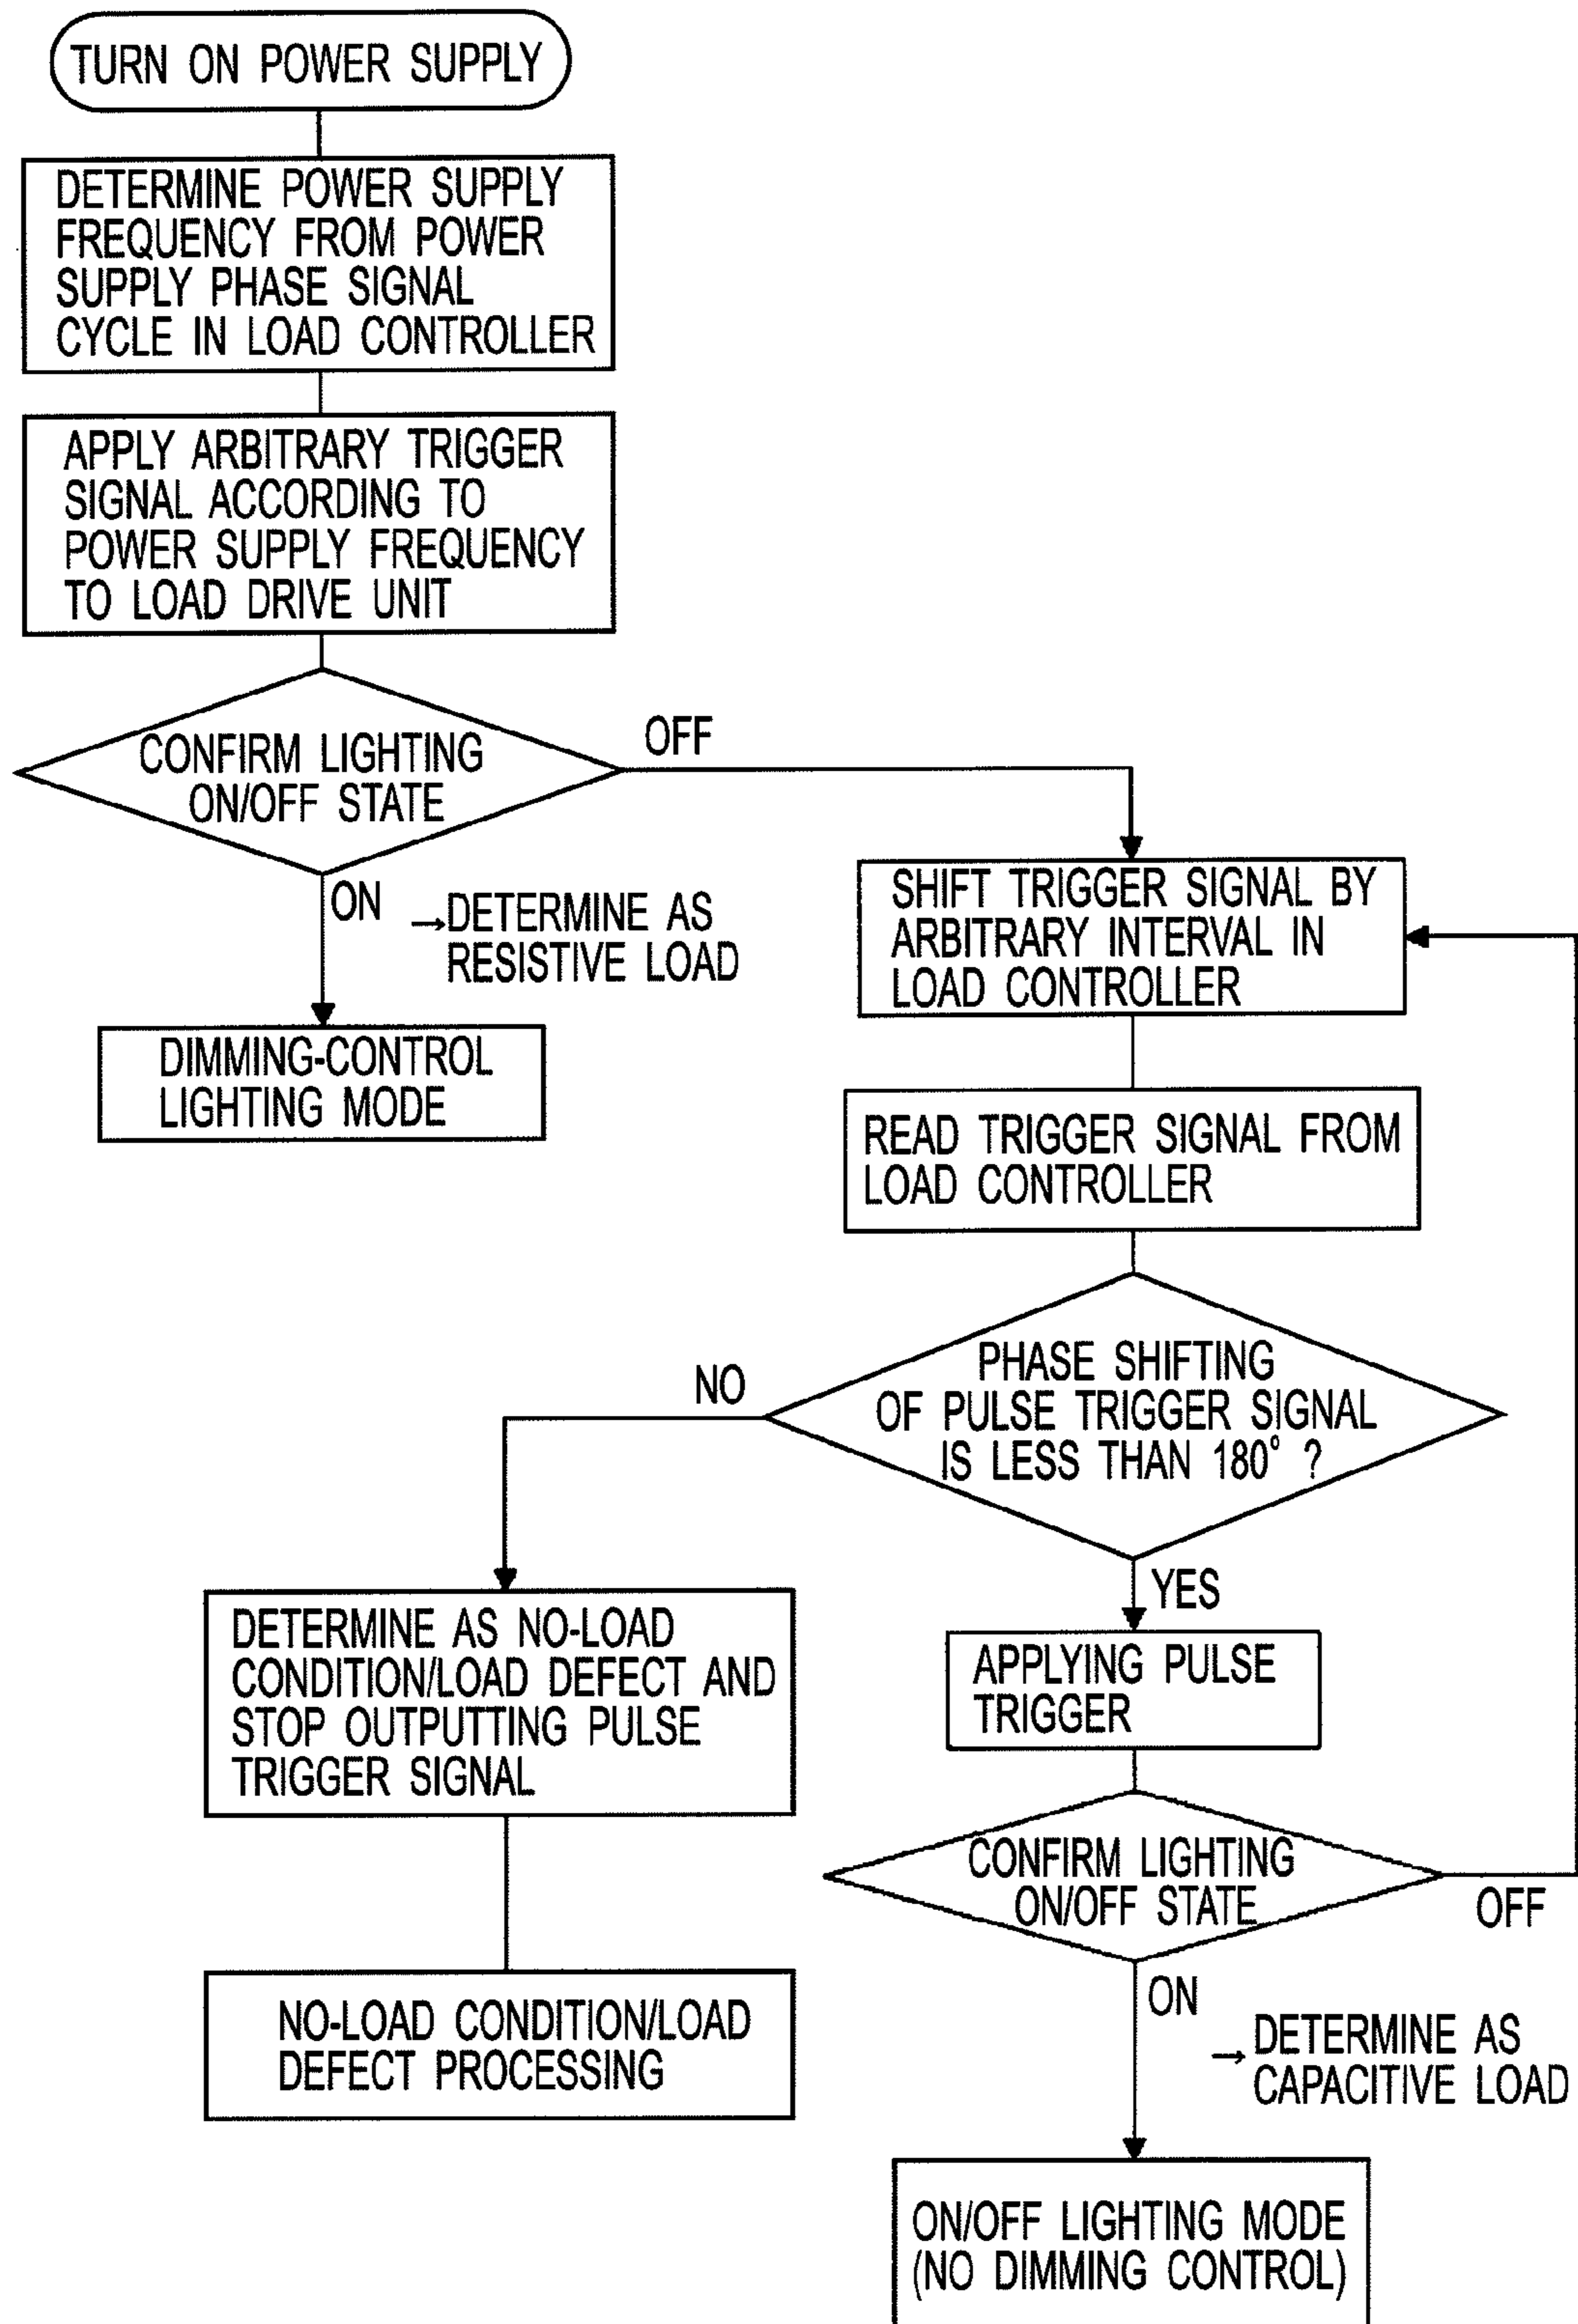 TURN ON POWER SUPPLY
DETERMINE POWER SUPPLY
FREQUENCY FROM POWER
SUPPLY PHASE SIGNAL
CYCLE IN LOAD CONTROLLER
APPLY ARBITRARY TRIGGER
SIGNAL ACCORDING TO
POWER SUPPLY FREQUENCY
TO LOAD DRIVE UNIT
CONFIRM LIGHTING
ON/OFF STATE
OFF
ON
→DETERMINE AS
RESISTIVE LOAD
DIMMING-CONTROL
LIGHTING MODE
SHIFT TRIGGER SIGNAL BY
ARBITRARY INTERVAL IN
LOAD CONTROLLER
READ TRIGGER SIGNAL FROM
LOAD CONTROLLER
PHASE SHIFTING
OF PULSE TRIGGER SIGNAL
IS LESS THAN 180° ?
NO
YES
DETERMINE AS NO-LOAD
CONDITION/LOAD DEFECT AND
STOP OUTPUTTING PULSE
TRIGGER SIGNAL
NO-LOAD CONDITION/LOAD
DEFECT PROCESSING
APPLYING PULSE
TRIGGER
CONFIRM LIGHTING
ON/OFF STATE
OFF
ON
→ DETERMINE AS
CAPACITIVE LOAD
ON/OFF LIGHTING MODE
(NO DIMMING CONTROL)